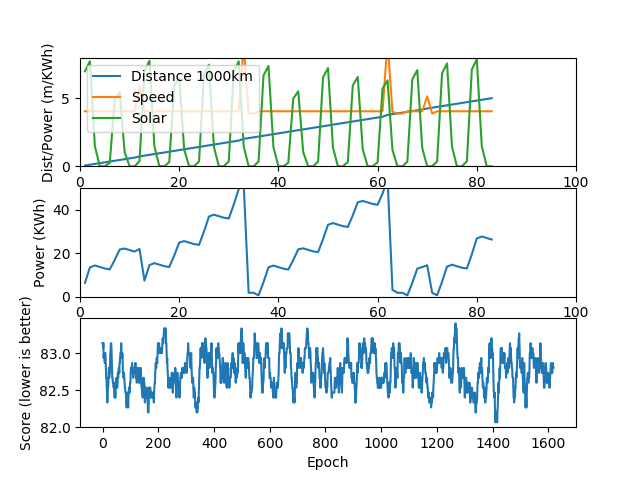 Dist/Power (m/KWh)
5
0
Distance 1000km
Speed
Solar
0 20 40 60 80 100
Power (KWh)
40
20
0
0 20 40 60 80 100
Score (lower is better)
83.0
82.5
82.0
0 200 400 600 800 1000 1200 1400 1600
Epoch